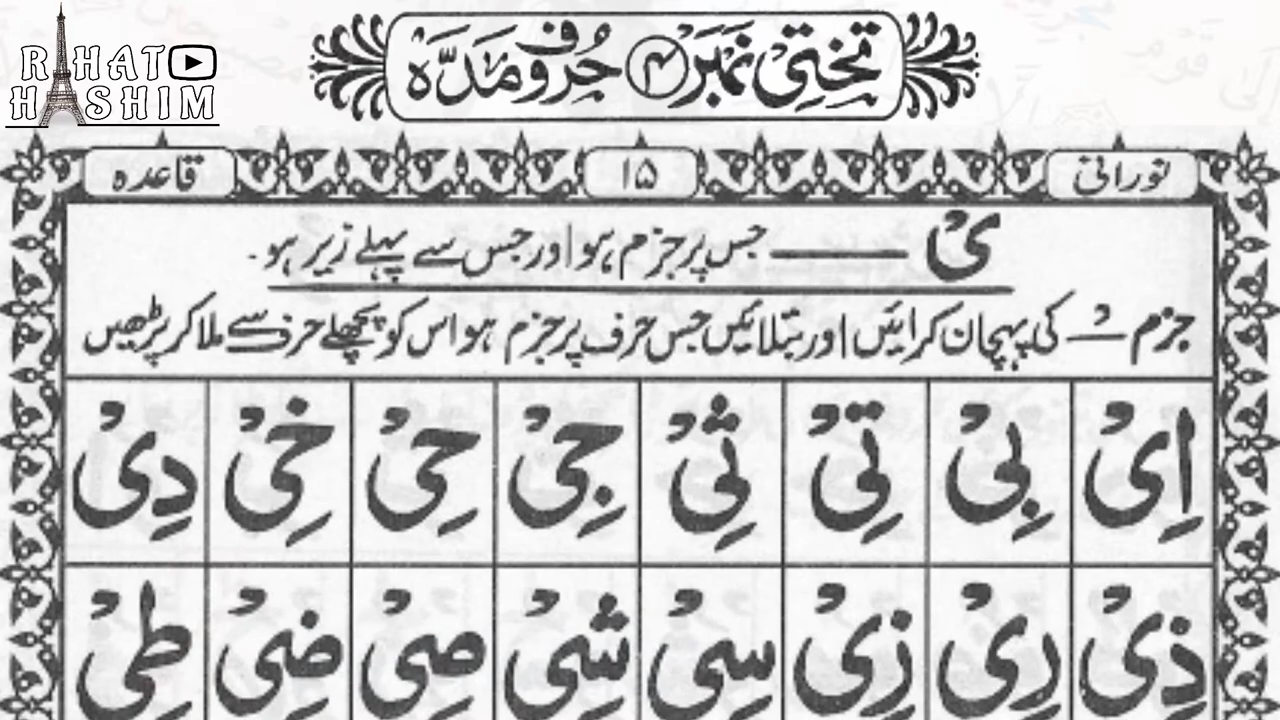 RAHAT
HASHIM
تختی نمبر ۴ حروف مدّہ
نورانی ۱۵ قاعدہ
یْ —— جس پر جزم ہو اور جس سے پہلے زیر ہو۔
جزم —ْ— کی پہچان کرائیں اور بتلائیں جس حرف پر جزم ہو اس کو پچھلے حرف سے ملا کر پڑھیں
اِیْ بِیْ تِیْ ثِیْ جِیْ حِیْ خِیْ دِیْ
ذِیْ رِیْ زِیْ سِیْ شِیْ صِیْ ضِیْ طِیْ